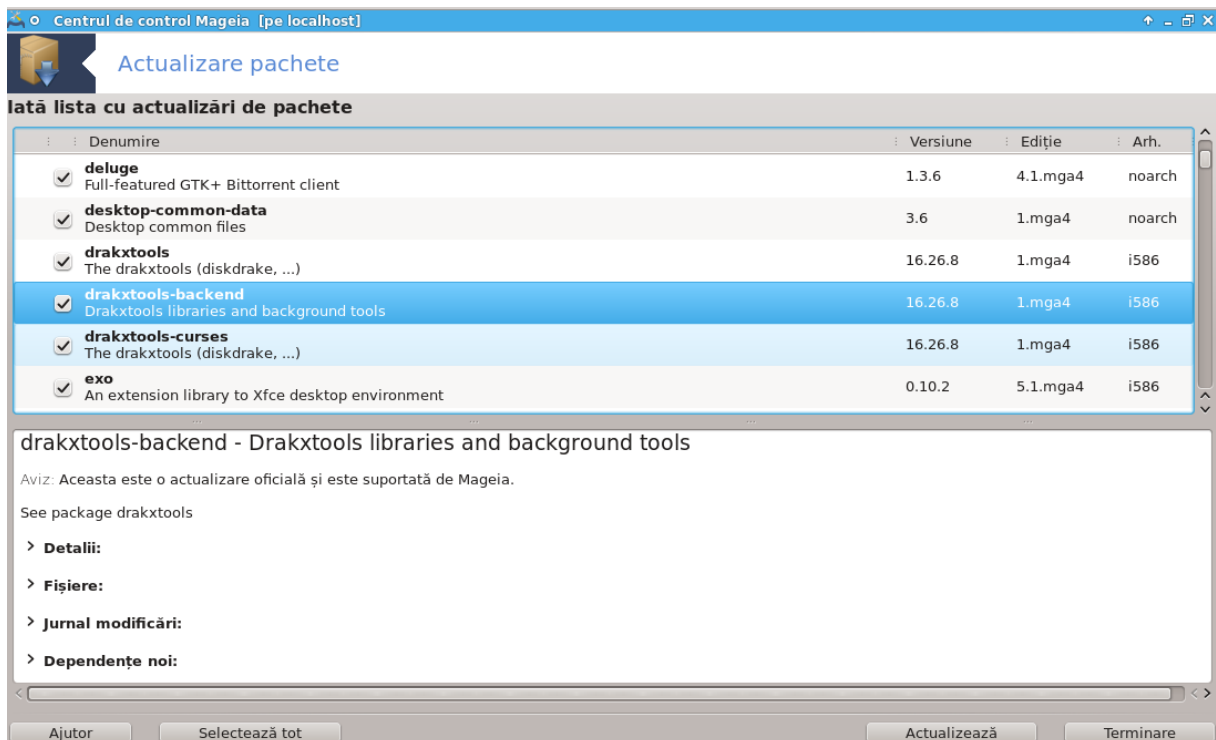 Centrul de control Mageia [pe localhost]
Actualizare pachete
Iată lista cu actualizări de pachete
Denumire Versiune Ediție Arh.
deluge
Full-featured GTK+ Bittorrent client 1.3.6 4.1.mga4 noarch
desktop-common-data
Desktop common files 3.6 1.mga4 noarch
drakxtools
The drakxtools (diskdrake, ...) 16.26.8 1.mga4 i586
drakxtools-backend
Drakxtools libraries and background tools 16.26.8 1.mga4 i586
drakxtools-curses
The drakxtools (diskdrake, ...) 16.26.8 1.mga4 i586
exo
An extension library to Xfce desktop environment 0.10.2 5.1.mga4 i586
drakxtools-backend - Drakxtools libraries and background tools
Aviz: Aceasta este o actualizare oficială și este suportată de Mageia.
See package drakxtools
Detalii:
Fișiere:
Jurnal modificări:
Dependențe noi:
Ajutor Selectează tot Actualizează Terminare